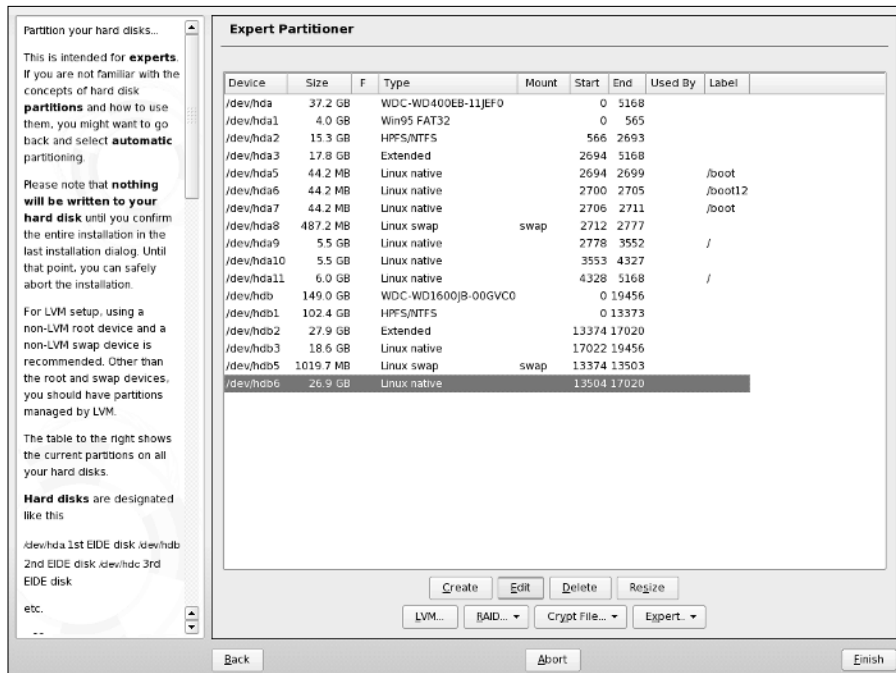 Partition your hard disks...
This is intended for experts.
If you are not familiar with the
concepts of hard disk
partitions and how to use
them, you might want to go
back and select automatic
partitioning.
Please note that nothing
will be written to your
hard disk until you confirm
the entire installation in the
last installation dialog. Until
that point, you can safely
abort the installation.
For LVM setup, using a
non-LVM root device and a
non-LVM swap device is
recommended. Other than
the root and swap devices,
you should have partitions
managed by LVM.
The table to the right shows
the current partitions on all
your hard disks.
Hard disks are designated
like this
/dev/hda 1st EIDE disk /dev/hdb
2nd EIDE disk /dev/hdc 3rd
EIDE disk
etc.
Expert Partitioner
Device Size F Type Mount Start End Used By Label
/dev/hda 37.2 GB WDC-WD400EB-11JEF0 0 5168
/dev/hda1 4.0 GB Win95 FAT32 0 565
/dev/hda2 15.3 GB HPFS/NTFS 566 2693
/dev/hda3 17.8 GB Extended 2694 5168
/dev/hda5 44.2 MB Linux native 2694 2699 /boot
/dev/hda6 44.2 MB Linux native 2700 2705 /boot12
/dev/hda7 44.2 MB Linux native 2706 2711 /boot
/dev/hda8 487.2 MB Linux swap swap 2712 2777
/dev/hda9 5.5 GB Linux native 2778 3552 /
/dev/hda10 5.5 GB Linux native 3553 4327
/dev/hda11 6.0 GB Linux native 4328 5168 /
/dev/hdb 149.0 GB WDC-WD1600JB-00GVC0 0 19456
/dev/hdb1 102.4 GB HPFS/NTFS 0 13373
/dev/hdb2 27.9 GB Extended 13374 17020
/dev/hdb3 18.6 GB Linux native 17022 19456
/dev/hdb5 1019.7 MB Linux swap swap 13374 13503
/dev/hdb6 26.9 GB Linux native 13504 17020
Create Edit Delete Resize
LVM... RAID... Crypt File... Expert..
Back Abort Finish